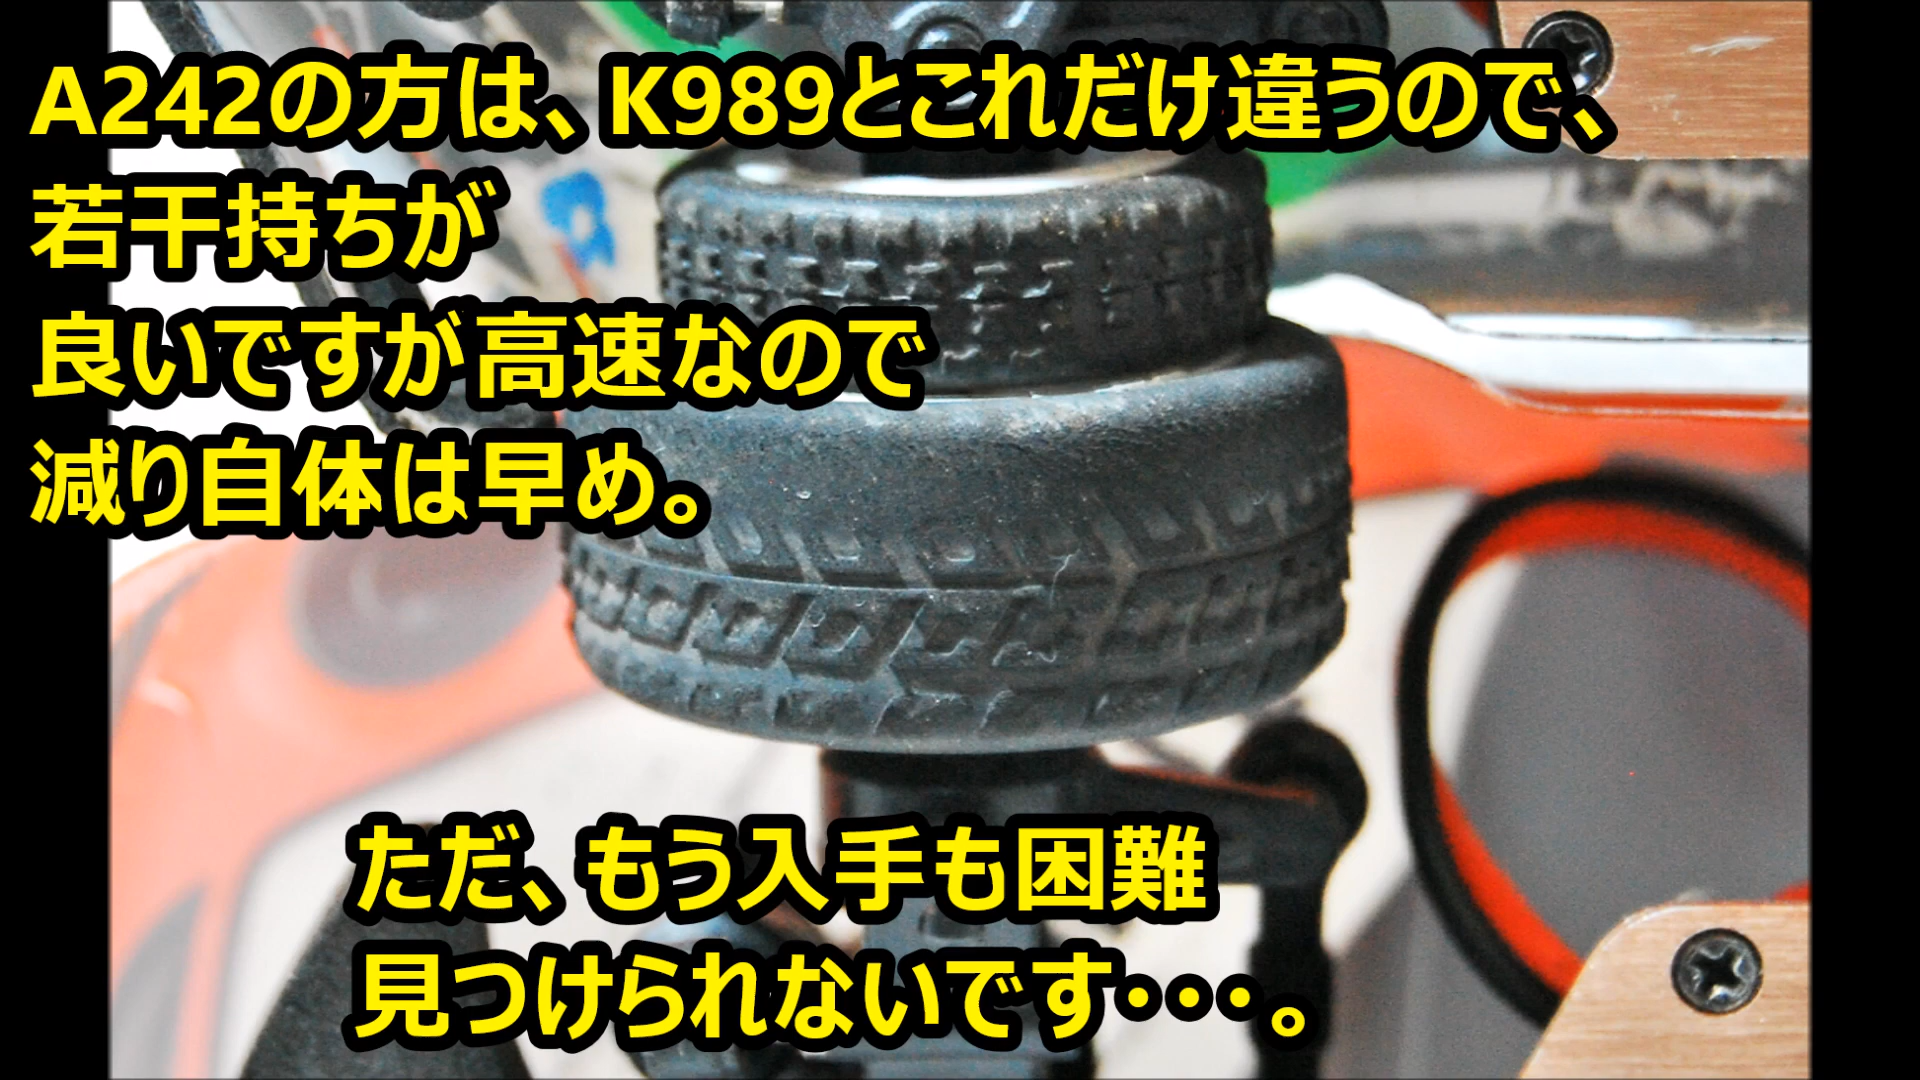 A242の方は、K989とこれだけ違うので、
若干持ちが
良いですが高速なので
減り自体は早め。
ただ、もう入手も困難
見つけられないです・・・。